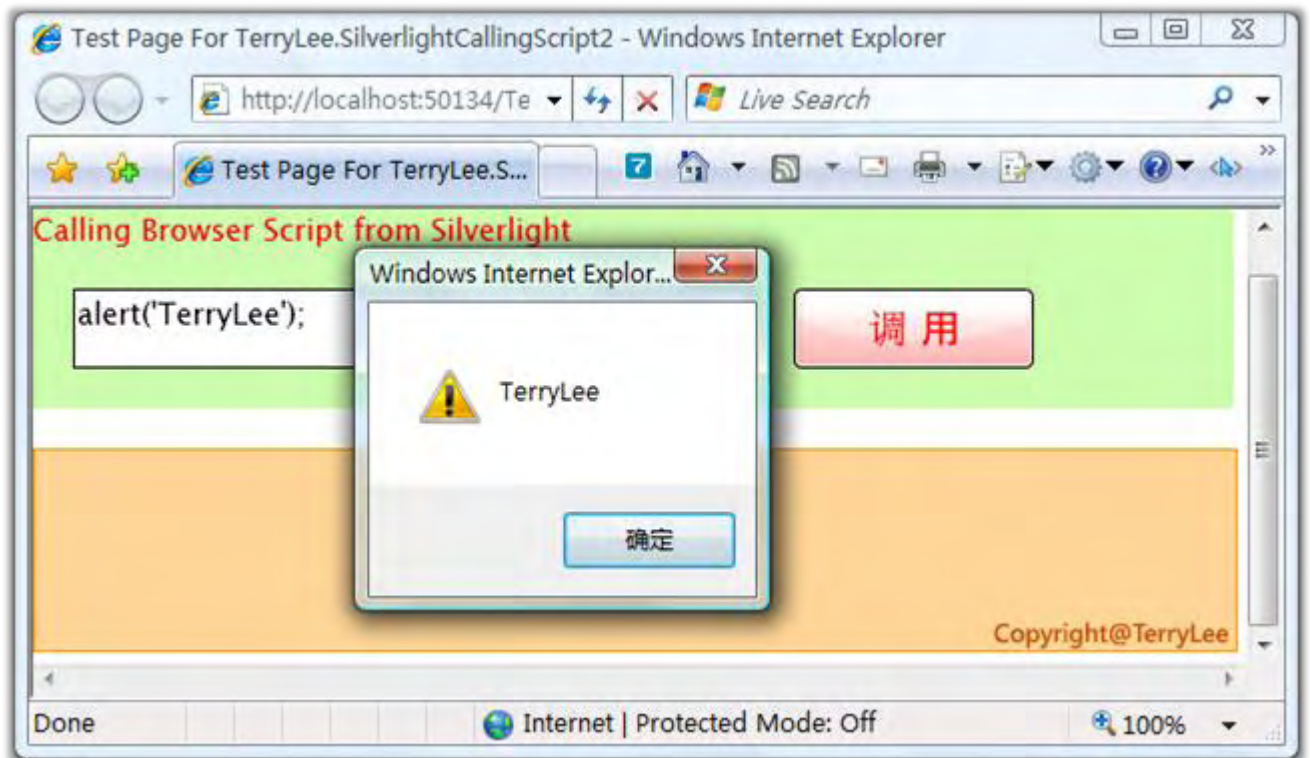 Test Page For TerryLee.SilverlightCallingScript2 - Windows Internet Explorer
http://localhost:50134/Te
Live Search
Test Page For TerryLee.S...
Calling Browser Script from Silverlight
Windows Internet Explor...
alert('TerryLee');
调 用
TerryLee
确定
Copyright@TerryLee
Done
Internet | Protected Mode: Off
100%